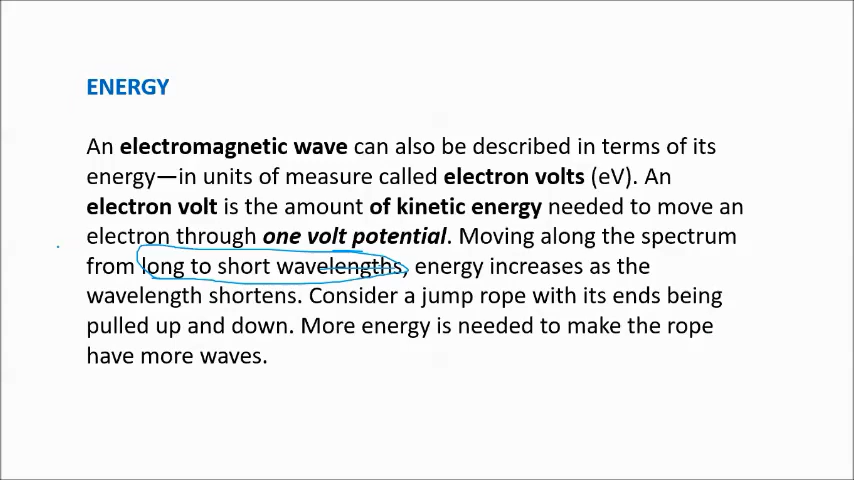 ENERGY
An electromagnetic wave can also be described in terms of its
energy—in units of measure called electron volts (eV). An
electron volt is the amount of kinetic energy needed to move an
electron through one volt potential. Moving along the spectrum
from long to short wavelengths, energy increases as the
wavelength shortens. Consider a jump rope with its ends being
pulled up and down. More energy is needed to make the rope
have more waves.